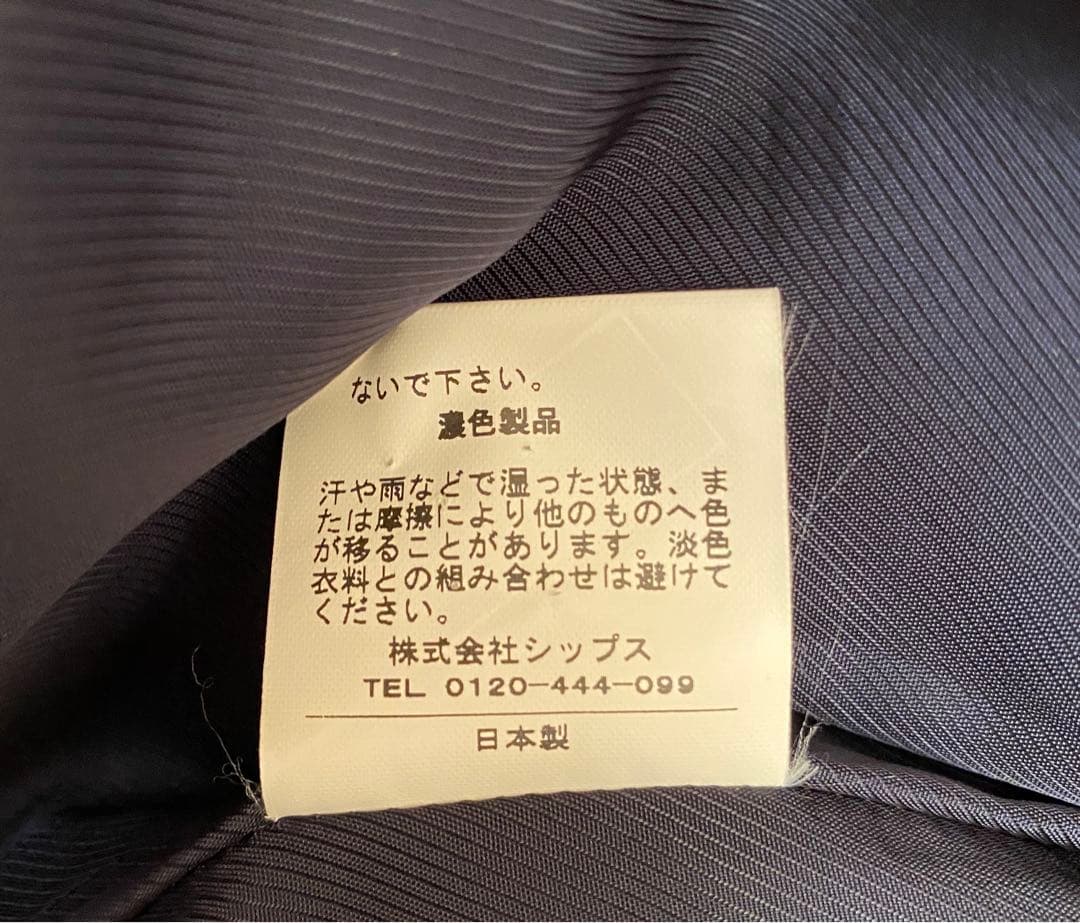 ないで下さい。
濃色製品
汗や雨などで湿った状態、ま
たは摩擦により他のものへ色
が移ることがあります。淡色
衣料との組み合わせは避けて
ください。
株式会社シップス
TEL 0120-444-099
日本製